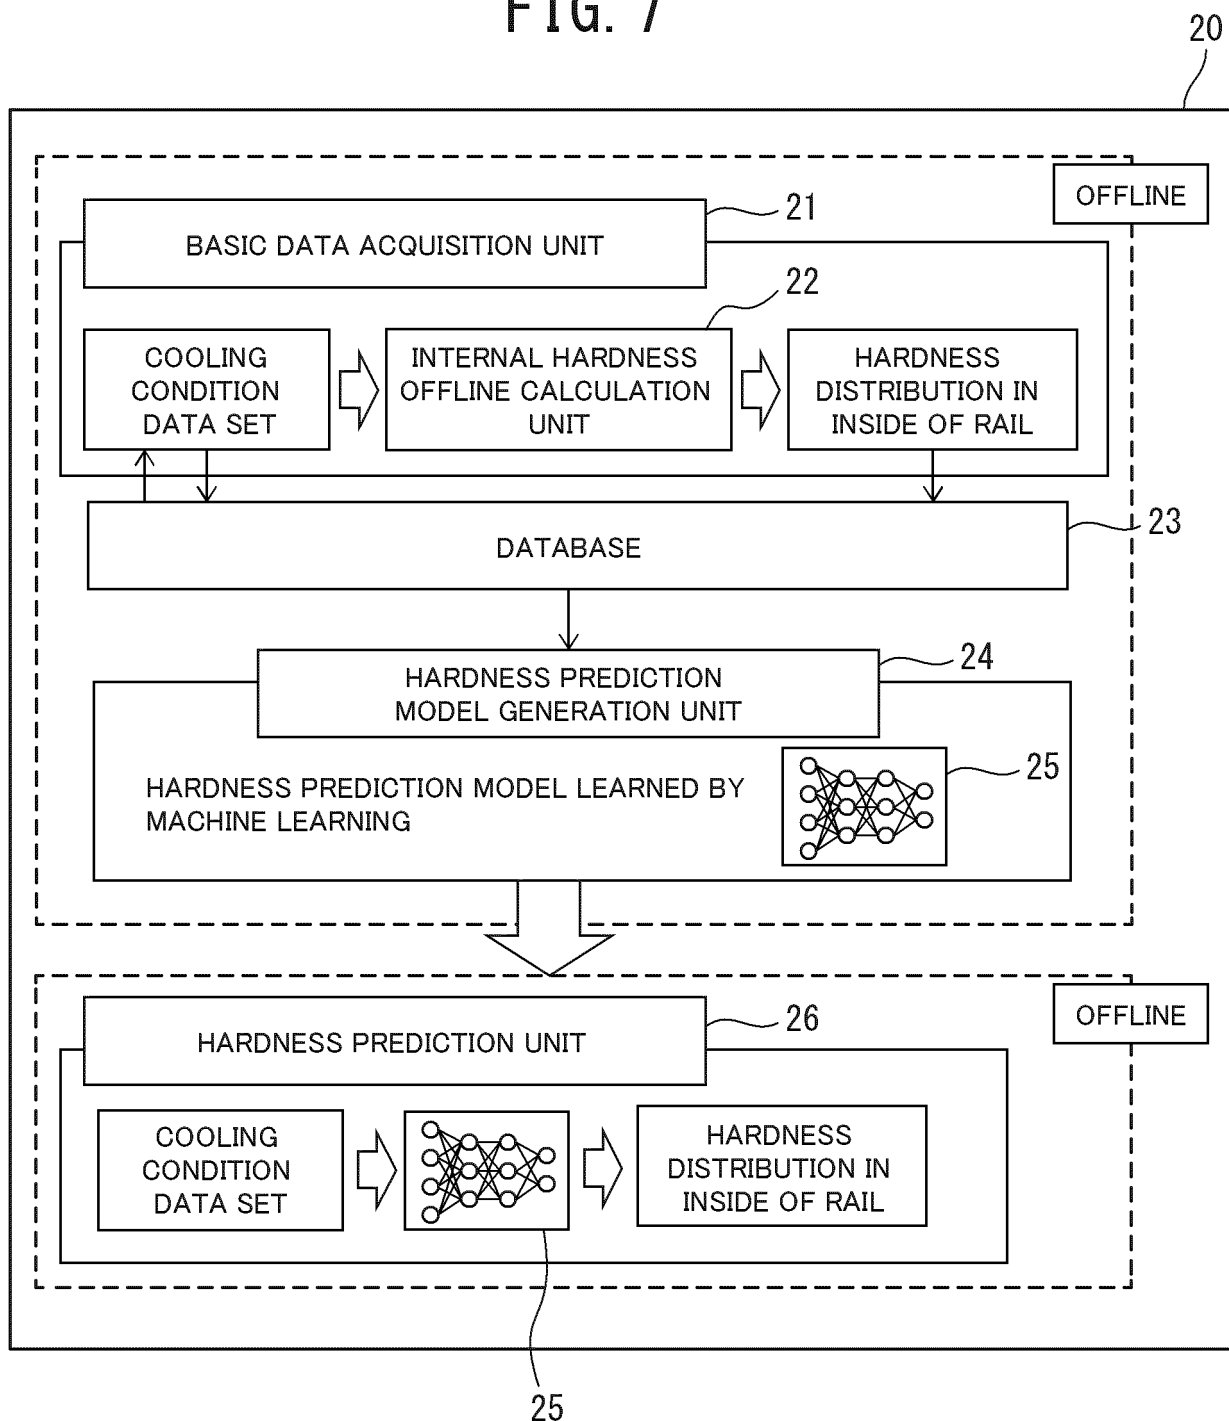 FIG. 7
20
OFFLINE
21
BASIC DATA ACQUISITION UNIT
22
COOLING
CONDITION
DATA SET
INTERNAL HARDNESS
OFFLINE CALCULATION
UNIT
HARDNESS
DISTRIBUTION IN
INSIDE OF RAIL
23
DATABASE
24
HARDNESS PREDICTION
MODEL GENERATION UNIT
25
HARDNESS PREDICTION MODEL LEARNED BY
MACHINE LEARNING
OFFLINE
26
HARDNESS PREDICTION UNIT
COOLING
CONDITION
DATA SET
HARDNESS
DISTRIBUTION IN
INSIDE OF RAIL
25